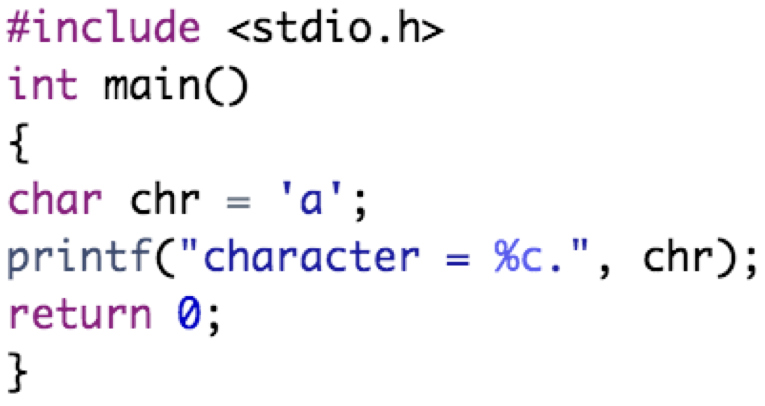 #include <stdio.h>
int main()
{
char chr = 'a';
printf("character = %c.", chr);
return 0;
}